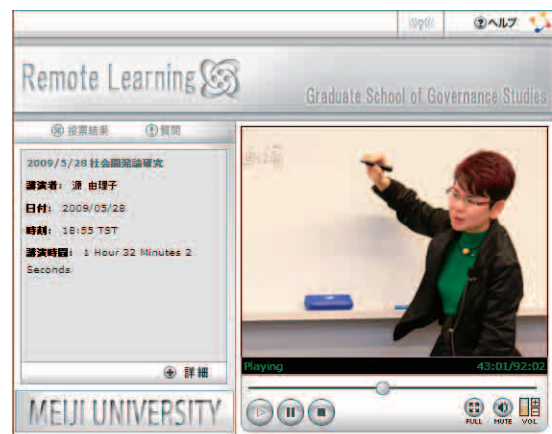 ヘルプ
Remote Learning
Graduate School of Governance Studies
投票結果 質問
2009/5/28 社会開発論研究
講演者: 源 由理子
日付: 2009/05/28
時刻: 18:55 TST
講演時間: 1 Hour 32 Minutes 2
Seconds
詳細
MEIJI UNIVERSITY
Playing 43:01/92:02
FULL MUTE VOL